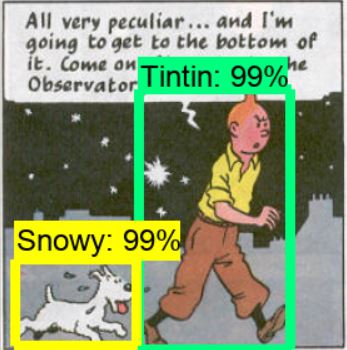 All very peculiar... and I'm
going to get to the bottom of
it. Come on
Observator
Tintin: 99%
Snowy: 99%